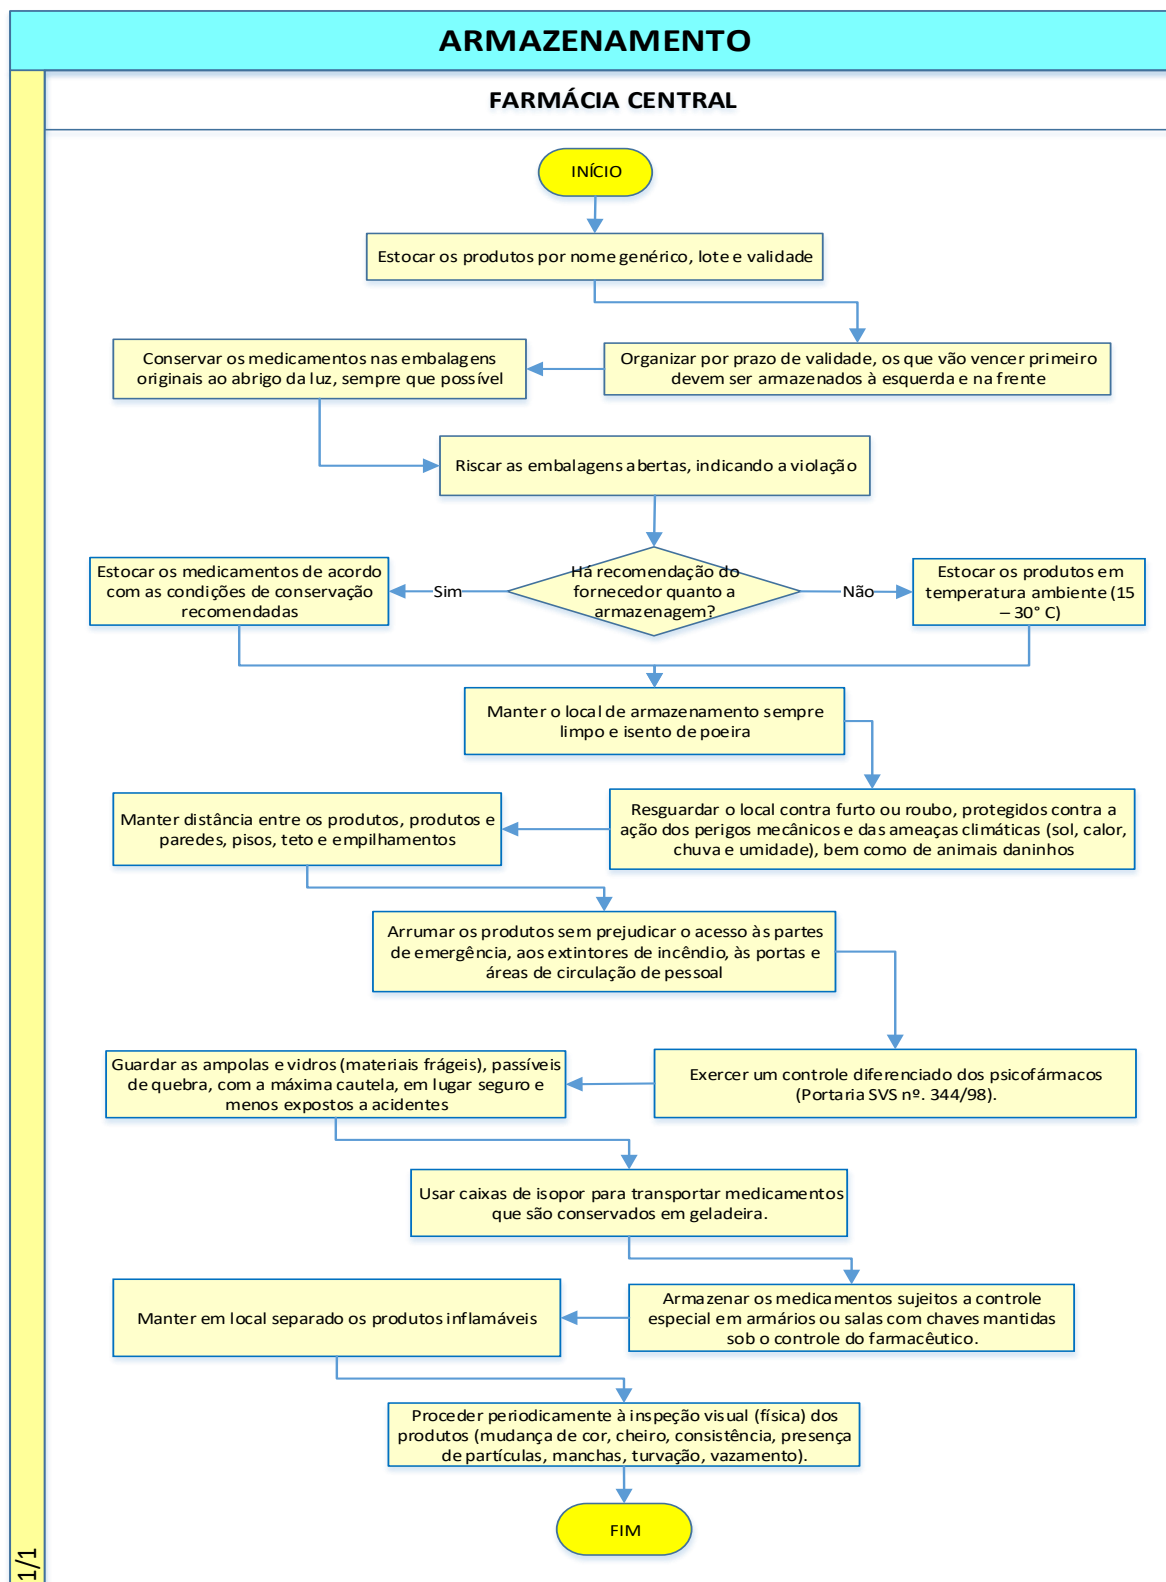 ARMAZENAMENTO
FARMÁCIA CENTRAL
INÍCIO
Estocar os produtos por nome genérico, lote e validade
Organizar por prazo de validade, os que vão vencer primeiro
devem ser armazenados à esquerda e na frente
Conservar os medicamentos nas embalagens
originais ao abrigo da luz, sempre que possível
Riscar as embalagens abertas, indicando a violação
Há recomendação do
fornecedor quanto a
armazenagem?
Sim
Estocar os medicamentos de acordo
com as condições de conservação
recomendadas
Não
Estocar os produtos em
temperatura ambiente (15
– 30° C)
Manter o local de armazenamento sempre
limpo e isento de poeira
Resguardar o local contra furto ou roubo, protegidos contra a
ação dos perigos mecânicos e das ameaças climáticas (sol, calor,
chuva e umidade), bem como de animais daninhos
Manter distância entre os produtos, produtos e
paredes, pisos, teto e empilhamentos
Arrumar os produtos sem prejudicar o acesso às partes
de emergência, aos extintores de incêndio, às portas e
áreas de circulação de pessoal
Exercer um controle diferenciado dos psicofármacos
(Portaria SVS nº. 344/98).
Guardar as ampolas e vidros (materiais frágeis), passíveis
de quebra, com a máxima cautela, em lugar seguro e
menos expostos a acidentes
Usar caixas de isopor para transportar medicamentos
que são conservados em geladeira.
Armazenar os medicamentos sujeitos a controle
especial em armários ou salas com chaves mantidas
sob o controle do farmacêutico.
Manter em local separado os produtos inflamáveis
Proceder periodicamente à inspeção visual (física) dos
produtos (mudança de cor, cheiro, consistência, presença
de partículas, manchas, turvação, vazamento).
FIM
1/1